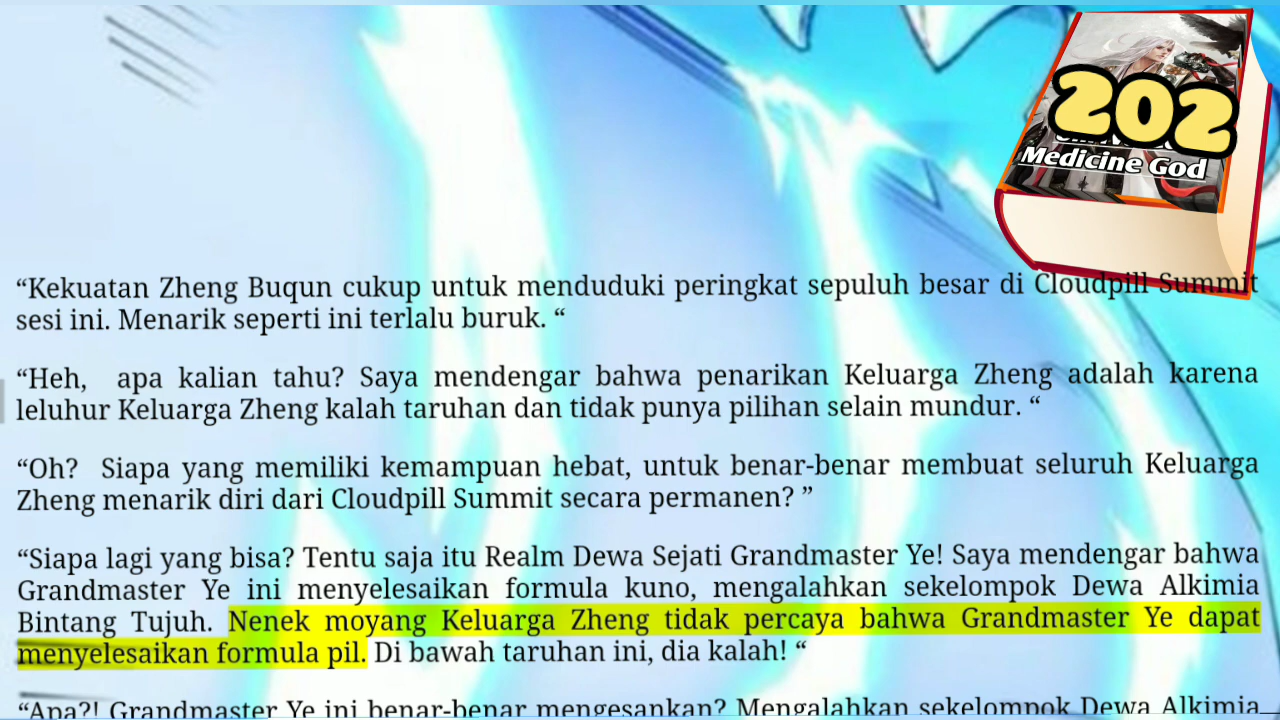 202
Medicine God
“Kekuatan Zheng Buqun cukup untuk menduduki peringkat sepuluh besar di Cloudpill Summit
sesi ini. Menarik seperti ini terlalu buruk. “
“Heh, apa kalian tahu? Saya mendengar bahwa penarikan Keluarga Zheng adalah karena
leluhur Keluarga Zheng kalah taruhan dan tidak punya pilihan selain mundur. “
“Oh? Siapa yang memiliki kemampuan hebat, untuk benar-benar membuat seluruh Keluarga
Zheng menarik diri dari Cloudpill Summit secara permanen? ”
“Siapa lagi yang bisa? Tentu saja itu Realm Dewa Sejati Grandmaster Ye! Saya mendengar bahwa
Grandmaster Ye ini menyelesaikan formula kuno, mengalahkan sekelompok Dewa Alkimia
Bintang Tujuh. Nenek moyang Keluarga Zheng tidak percaya bahwa Grandmaster Ye dapat
menyelesaikan formula pil. Di bawah taruhan ini, dia kalah! “
“Apa?! Grandmaster Ye ini benar-benar mengesankan? Mengalahkan sekelompok Dewa Alkimia